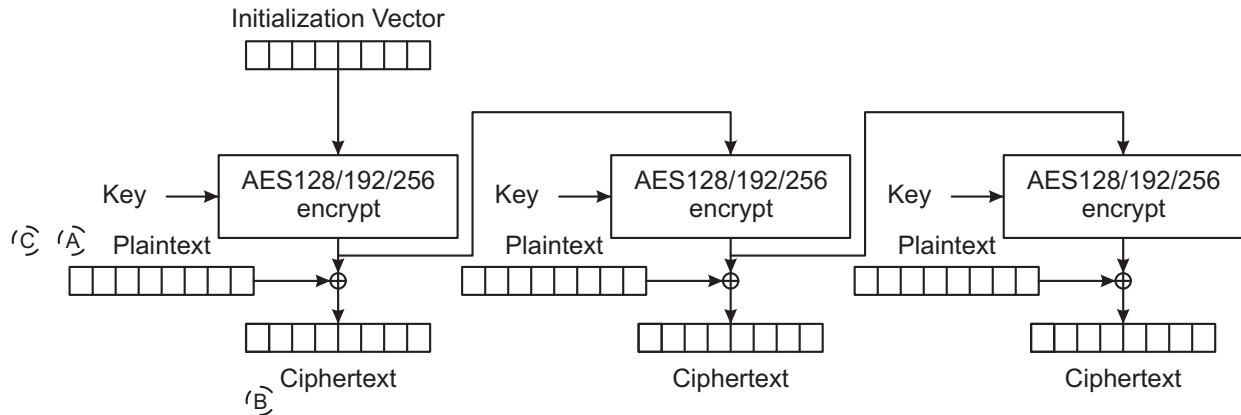 Initialization Vector
AES128/192/256
encrypt
AES128/192/256
encrypt
AES128/192/256
encrypt
Key
Key
Key
C
A
Plaintext
Plaintext
Plaintext
Ciphertext
Ciphertext
Ciphertext
B